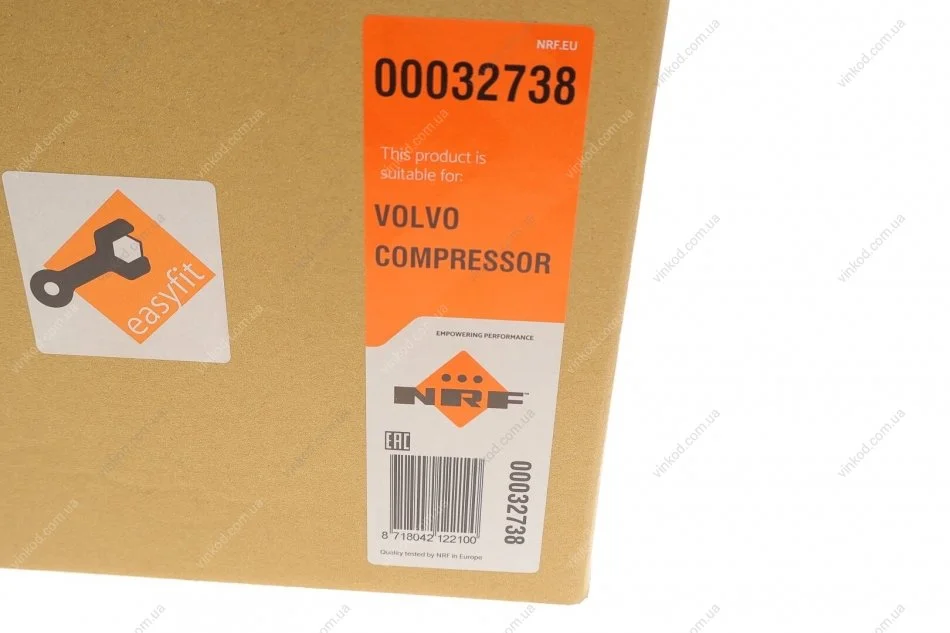 NRF.EU
00032738
This product is
suitable for:
VOLVO
COMPRESSOR
easyfit
EMPOWERING PERFORMANCE
NRF
EAC
00032738
8 718042 122100
Quality tested by NRF in Europe
vinkod.com.ua